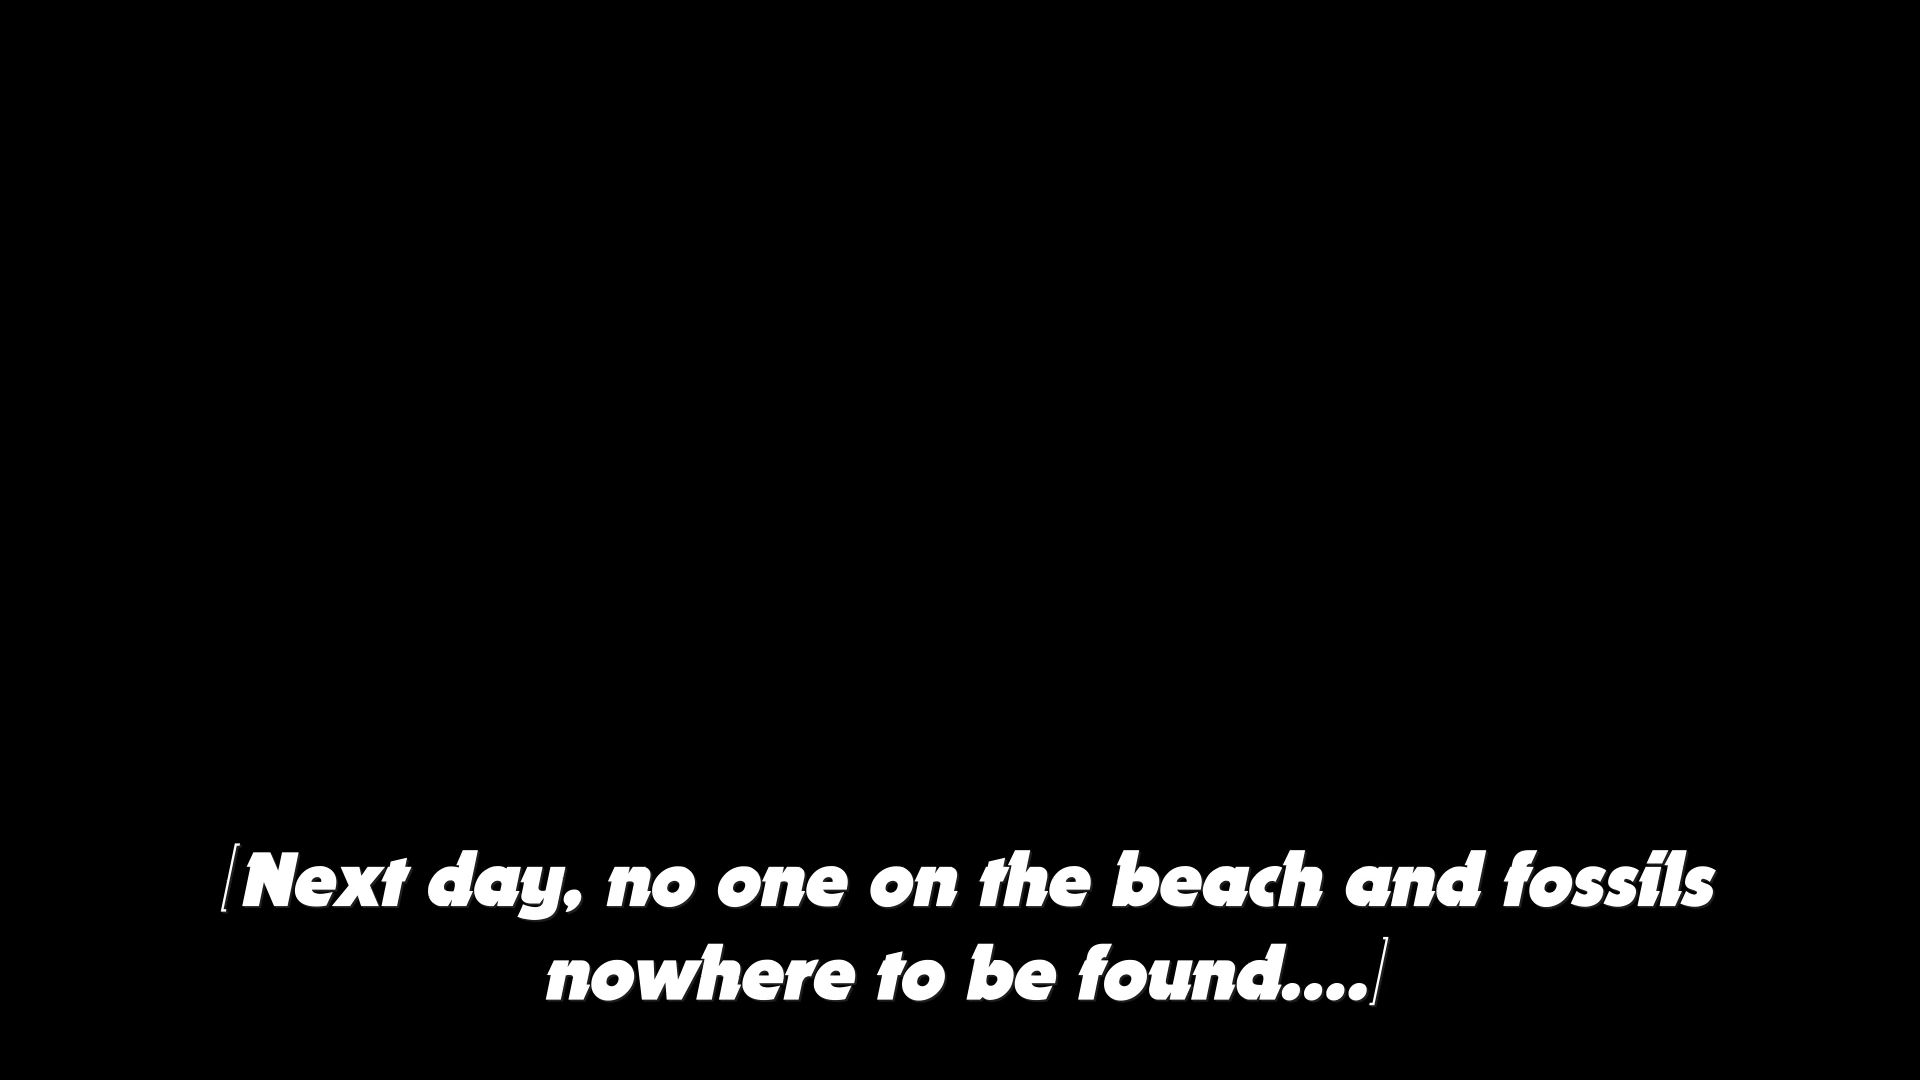 [Next day, no one on the beach and fossils
nowhere to be found....]